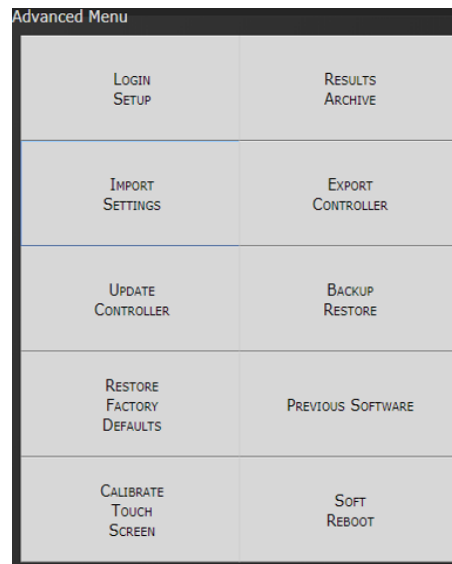 Advanced Menu
Login
Setup
Results
Archive
Import
Settings
Export
Controller
Update
Controller
Backup
Restore
Restore
Factory
Defaults
Previous Software
Calibrate
Touch
Screen
Soft
Reboot